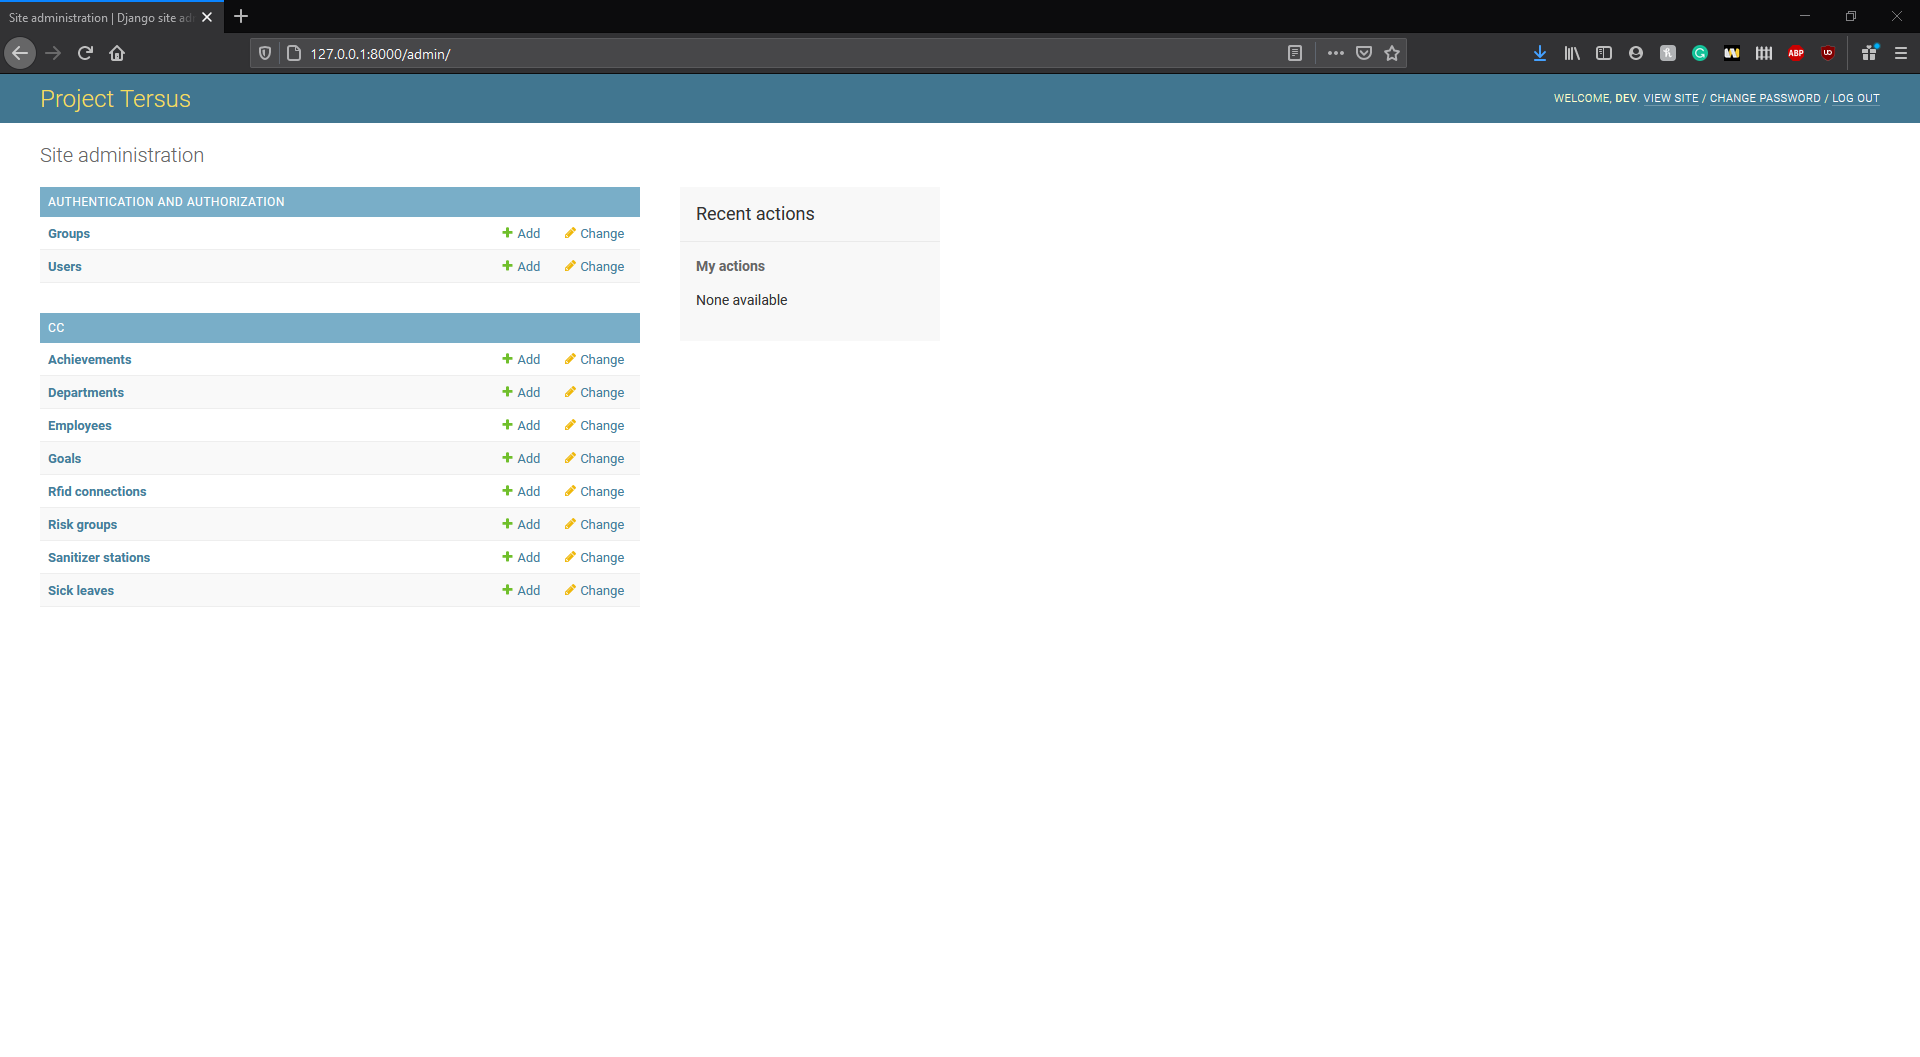 Site administration | Django site adm
127.0.0.1:8000/admin/
ABP
Project Tersus
WELCOME, DEV. VIEW SITE / CHANGE PASSWORD / LOG OUT
Site administration
AUTHENTICATION AND AUTHORIZATION
Groups Add Change
Users Add Change
CC
Achievements Add Change
Departments Add Change
Employees Add Change
Goals Add Change
Rfid connections Add Change
Risk groups Add Change
Sanitizer stations Add Change
Sick leaves Add Change
Recent actions
My actions
None available